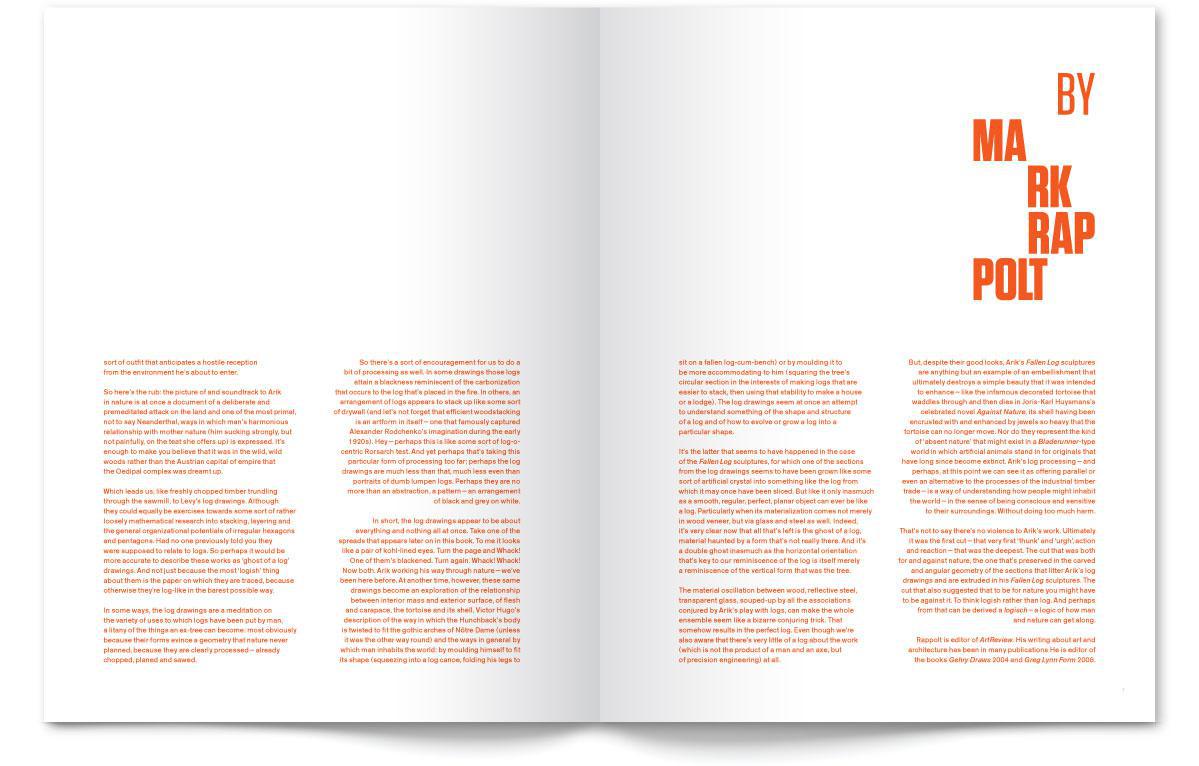 BY
MA
RK
RAP
POLT
sort of outfit that anticipates a hostile reception
from the environment he's about to enter.
So here's the rub: the picture of and soundtrack to Arik
in nature is at once a document of a deliberate and
premeditated attack on the land and one of the most primal,
not to say Neanderthal, ways in which man's harmonious
relationship with mother nature (him sucking strongly, but
not painfully, on the teat she offers up) is expressed. It's
enough to make you believe that it was in the wild, wild
woods rather than the Austrian capital of empire that
the Oedipal complex was dreamt up.
Which leads us, like freshly chopped timber trundling
through the sawmill, to Levy's log drawings. Although
they could equally be exercises towards some sort of rather
loosely mathematical research into stacking, layering and
the general organizational potentials of irregular hexagons
and pentagons. Had no one previously told you they
were supposed to relate to logs. So perhaps it would be
more accurate to describe these works as 'ghost of a log'
drawings. And not just because the most 'logish' thing
about them is the paper on which they are traced, because
otherwise they're log-like in the barest possible way.
In some ways, the log drawings are a meditation on
the variety of uses to which logs have been put by man,
a litany of the things an ex-tree can become: most obviously
because their forms evince a geometry that nature never
planned, because they are clearly processed – already
chopped, planed and sawed.
So there's a sort of encouragement for us to do a
bit of processing as well. In some drawings those logs
attain a blackness reminiscent of the carbonization
that occurs to the log that's placed in the fire. In others, an
arrangement of logs appears to stack up like some sort
of drywall (and let's not forget that efficient woodstacking
is an artform in itself – one that famously captured
Alexander Rodchenko's imagination during the early
1920s). Hey – perhaps this is like some sort of log-o-
centric Rorsarch test. And yet perhaps that's taking this
particular form of processing too far; perhaps the log
drawings are much less than that, much less even than
portraits of dumb lumpen logs. Perhaps they are no
more than an abstraction, a pattern – an arrangement
of black and grey on white.
In short, the log drawings appear to be about
everything and nothing all at once. Take one of the
spreads that appears later on in this book. To me it looks
like a pair of kohl-lined eyes. Turn the page and Whack!
One of them's blackened. Turn again. Whack! Whack!
Now both. Arik working his way through nature – we've
been here before. At another time, however, these same
drawings become an exploration of the relationship
between interior mass and exterior surface, of flesh
and carapace, the tortoise and its shell, Victor Hugo's
description of the way in which the Hunchback's body
is twisted to fit the gothic arches of Nôtre Dame (unless
it was the other way round) and the ways in general by
which man inhabits the world: by moulding himself to fit
its shape (squeezing into a log canoe, folding his legs to
sit on a fallen log-cum-bench) or by moulding it to
be more accommodating to him (squaring the tree's
circular section in the interests of making logs that are
easier to stack, then using that stability to make a house
or a lodge). The log drawings seem at once an attempt
to understand something of the shape and structure
of a log and of how to evolve or grow a log into a
particular shape.
It's the latter that seems to have happened in the case
of the Fallen Log sculptures, for which one of the sections
from the log drawings seems to have been grown like some
sort of artificial crystal into something like the log from
which it may once have been sliced. But like it only inasmuch
as a smooth, regular, perfect, planar object can ever be like
a log. Particularly when its materialization comes not merely
in wood veneer, but via glass and steel as well. Indeed,
it's very clear now that all that's left is the ghost of a log,
material haunted by a form that's not really there. And it's
a double ghost inasmuch as the horizontal orientation
that's key to our reminiscence of the log is itself merely
a reminiscence of the vertical form that was the tree.
The material oscillation between wood, reflective steel,
transparent glass, souped-up by all the associations
conjured by Arik's play with logs, can make the whole
ensemble seem like a bizarre conjuring trick. That
somehow results in the perfect log. Even though we're
also aware that there's very little of a log about the work
(which is not the product of a man and an axe, but
of precision engineering) at all.
But, despite their good looks, Arik's Fallen Log sculptures
are anything but an example of an embellishment that
ultimately destroys a simple beauty that it was intended
to enhance – like the infamous decorated tortoise that
waddles through and then dies in Joris-Karl Huysmans's
celebrated novel Against Nature, its shell having been
encrusted with and enhanced by jewels so heavy that the
tortoise can no longer move. Nor do they represent the kind
of 'absent nature' that might exist in a Bladerunner-type
world in which artificial animals stand in for originals that
have long since become extinct. Arik's log processing – and
perhaps, at this point we can see it as offering parallel or
even an alternative to the processes of the industrial timber
trade – is a way of understanding how people might inhabit
the world – in the sense of being conscious and sensitive
to their surroundings. Without doing too much harm.
That's not to say there's no violence to Arik's work. Ultimately
it was the first cut – that very first 'thunk' and 'urgh', action
and reaction – that was the deepest. The cut that was both
for and against nature, the one that's preserved in the carved
and angular geometry of the sections that litter Arik's log
drawings and are extruded in his Fallen Log sculptures. The
cut that also suggested that to be for nature you might have
to be against it. To think logish rather than log. And perhaps
from that can be derived a logisch – a logic of how man
and nature can get along.
Rappolt is editor of ArtReview. His writing about art and
architecture has been in many publications He is editor of
the books Gehry Draws 2004 and Greg Lynn Form 2008.